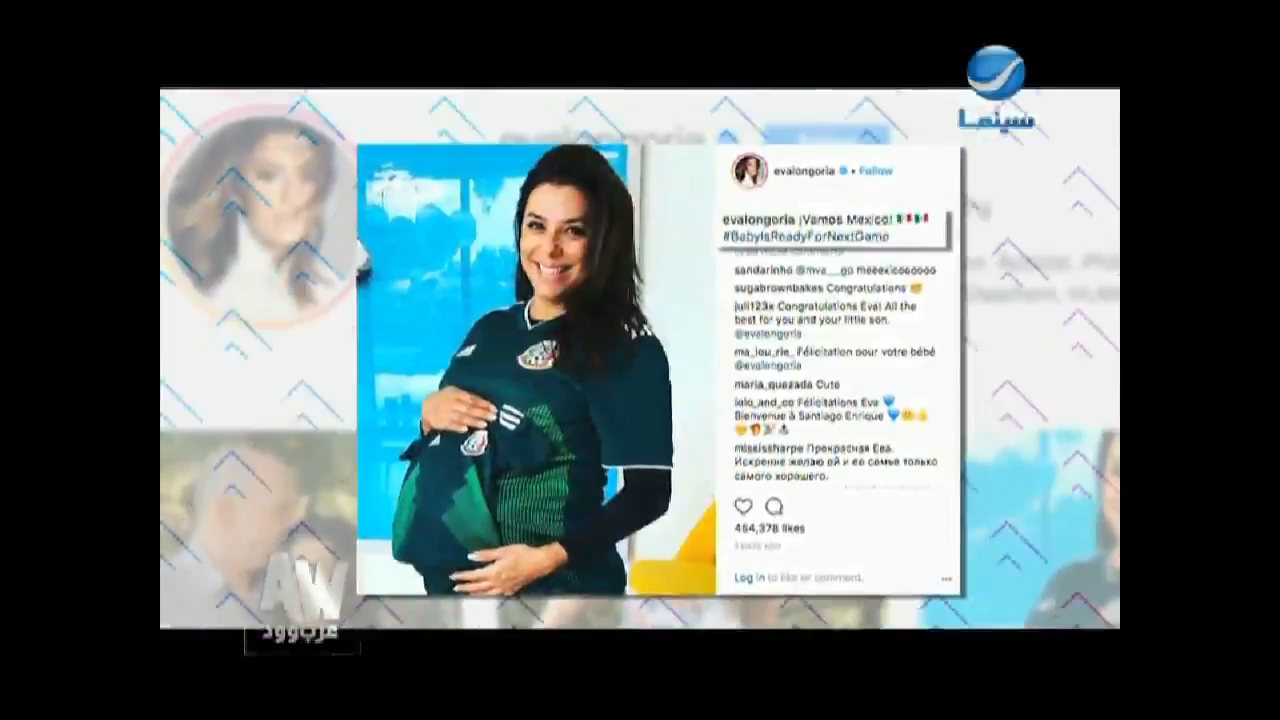 سينما
evalongoria
evalongoria • Follow
evalongoria ¡Vamos Mexico! 🇲🇽🇲🇽
#BabyIsReadyForNextGame
sandarinho @mva__go meeexicooooo
sugabrownbakes Congratulations
juli123x Congratulations Eva! All the
best for you and your little son.
@evalongoria
ma_lou_rie_ Félicitation pour votre bébé
@evalongoria
maria_quezada Cute
lolo_and_co Félicitations Eva 💙
Bienvenue à Santiago Enrique 💙
mississharpe Прекрасная Ева.
Искренне желаю ей и ее семье только
самого хорошего.
464,378 likes
Log in to like or comment.
AW
عرب وود